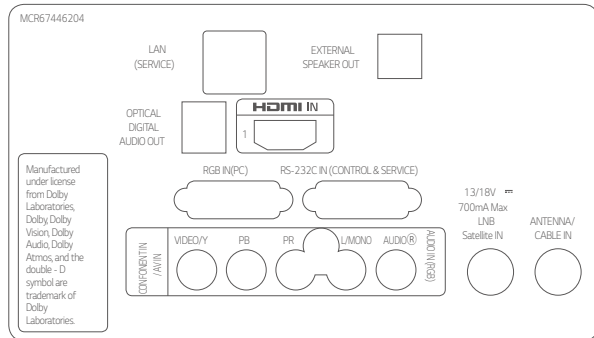 MCR67446204
LAN
(SERVICE)
EXTERNAL
SPEAKER OUT
OPTICAL
DIGITAL
AUDIO OUT
HDMI IN
1
RGB IN(PC)
RS-232C IN (CONTROL & SERVICE)
Manufactured
under license
from Dolby
Laboratories,
Dolby, Dolby
Vision, Dolby
Audio, Dolby
Atmos, and the
double - D
symbol are
trademark of
Dolby
Laboratories.
13/18V ⎓
700mA Max
LNB
Satellite IN
ANTENNA/
CABLE IN
CONFONENT IN
/AV IN
VIDEO/Y
PB
PR
L/MONO
AUDIO®
AUDIO IN (RGB)